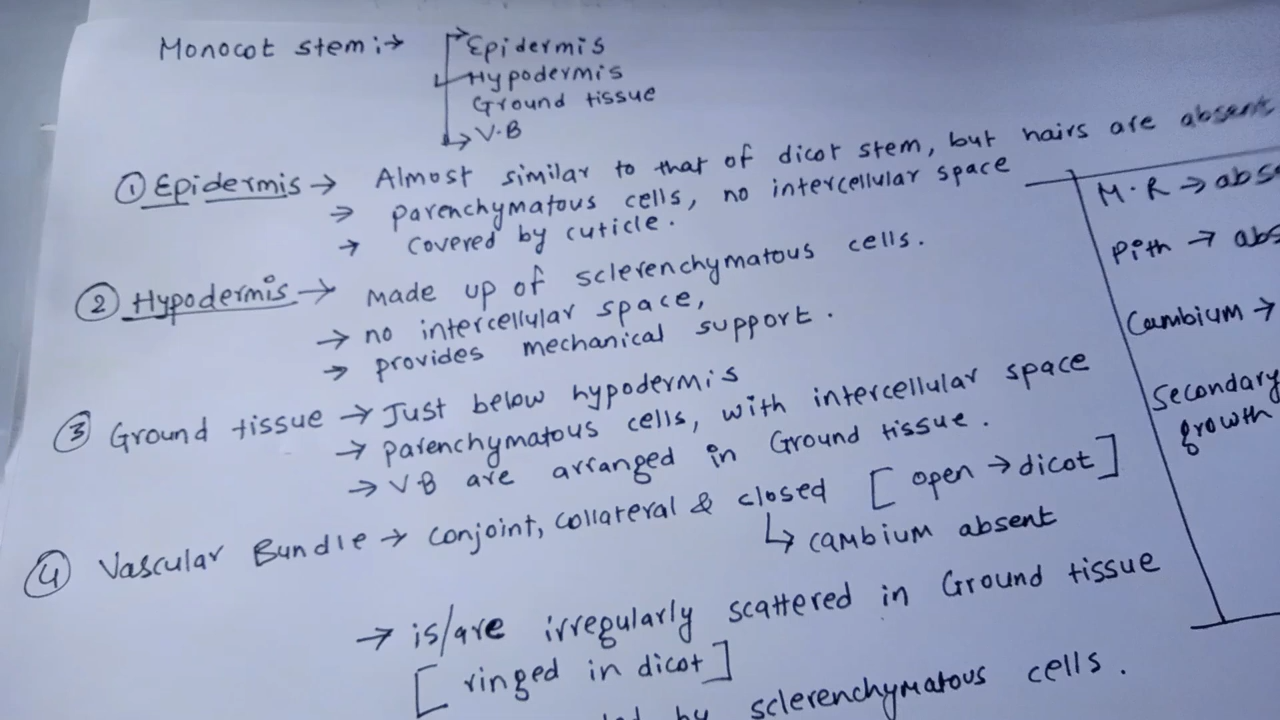 Monocot stem :→
Epidermis
Hypodermis
Ground tissue
V.B
① Epidermis → Almost similar to that of dicot stem, but hairs are absent
→ parenchymatous cells, no intercellular space
→ covered by cuticle.
② Hypodermis → made up of sclerenchymatous cells.
→ no intercellular space,
→ provides mechanical support.
③ Ground tissue → Just below hypodermis
→ parenchymatous cells, with intercellular space
→ VB are arranged in Ground tissue.
④ Vascular Bundle → conjoint, collateral & closed [open → dicot]
↳ cambium absent
→ is/are irregularly scattered in Ground tissue
[ringed in dicot]
by sclerenchymatous cells.
M.R →
Pith →
Cambium →
Secondary
growth